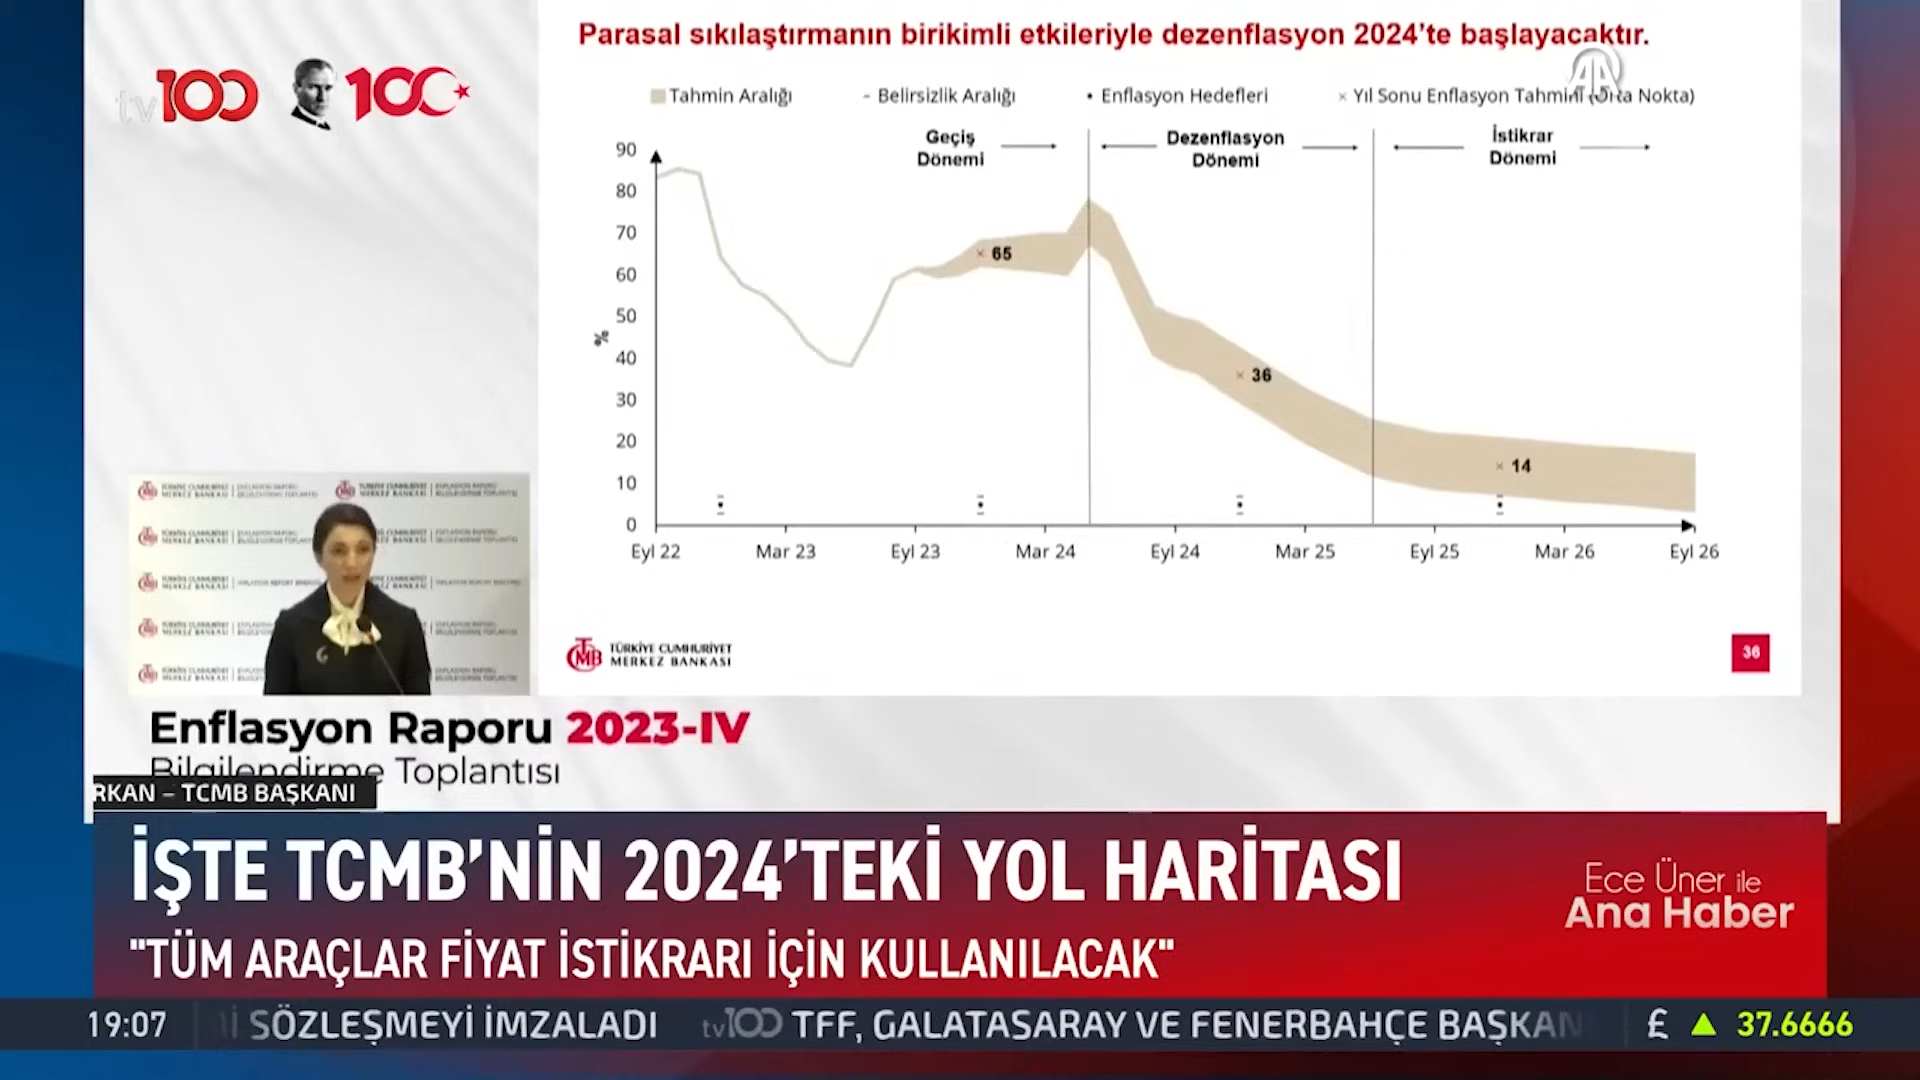 Parasal sıkılaştırmanın birikimli etkileriyle dezenflasyon 2024'te başlayacaktır.
tv100
100
Tahmin Aralığı
- Belirsizlik Aralığı
• Enflasyon Hedefleri
× Yıl Sonu Enflasyon Tahmini (Orta Nokta)
Geçiş
Dönemi
Dezenflasyon
Dönemi
İstikrar
Dönemi
90
80
70
60
50
40
30
20
10
0
%
65
36
14
Eyl 22
Mar 23
Eyl 23
Mar 24
Eyl 24
Mar 25
Eyl 25
Mar 26
Eyl 26
TÜRKİYE CUMHURİYET
MERKEZ BANKASI
36
Enflasyon Raporu 2023-IV
Bilgilendirme Toplantısı
RKAN – TCMB BAŞKANI
İŞTE TCMB'NİN 2024'TEKİ YOL HARİTASI
"TÜM ARAÇLAR FİYAT İSTİKRARI İÇİN KULLANILACAK"
Ece Üner ile
Ana Haber
19:07
İ SÖZLEŞMEYİ İMZALADI tv100 TFF, GALATASARAY VE FENERBAHÇE BAŞKAN
£ ▲ 37.6666